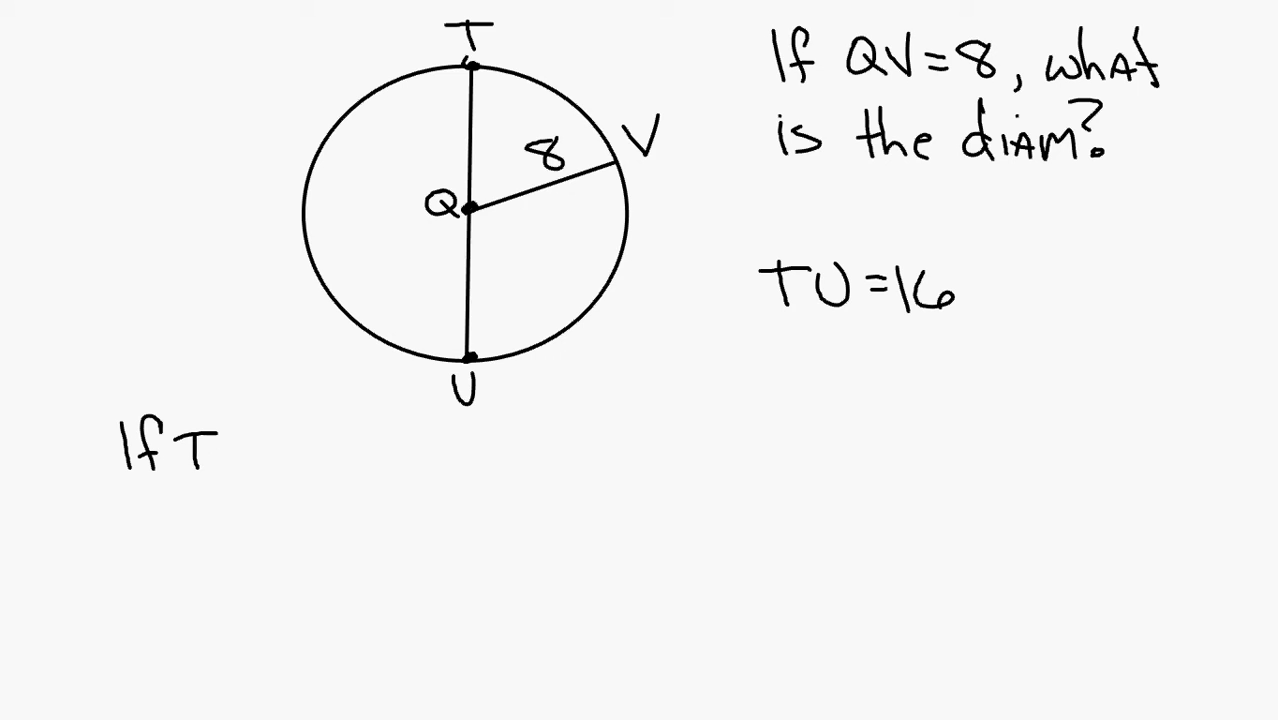 T
If QV=8, what
V
is the diam?
8
Q
TU=16
U
If T